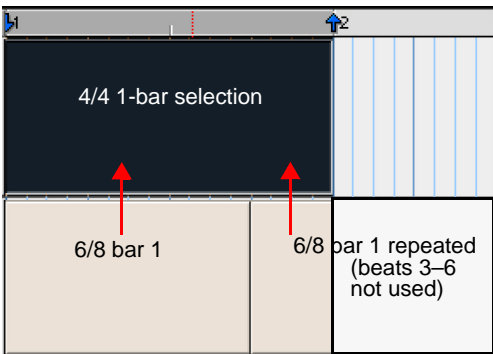 1 2
4/4 1-bar selection
6/8 bar 1
6/8 bar 1 repeated
(beats 3–6
not used)